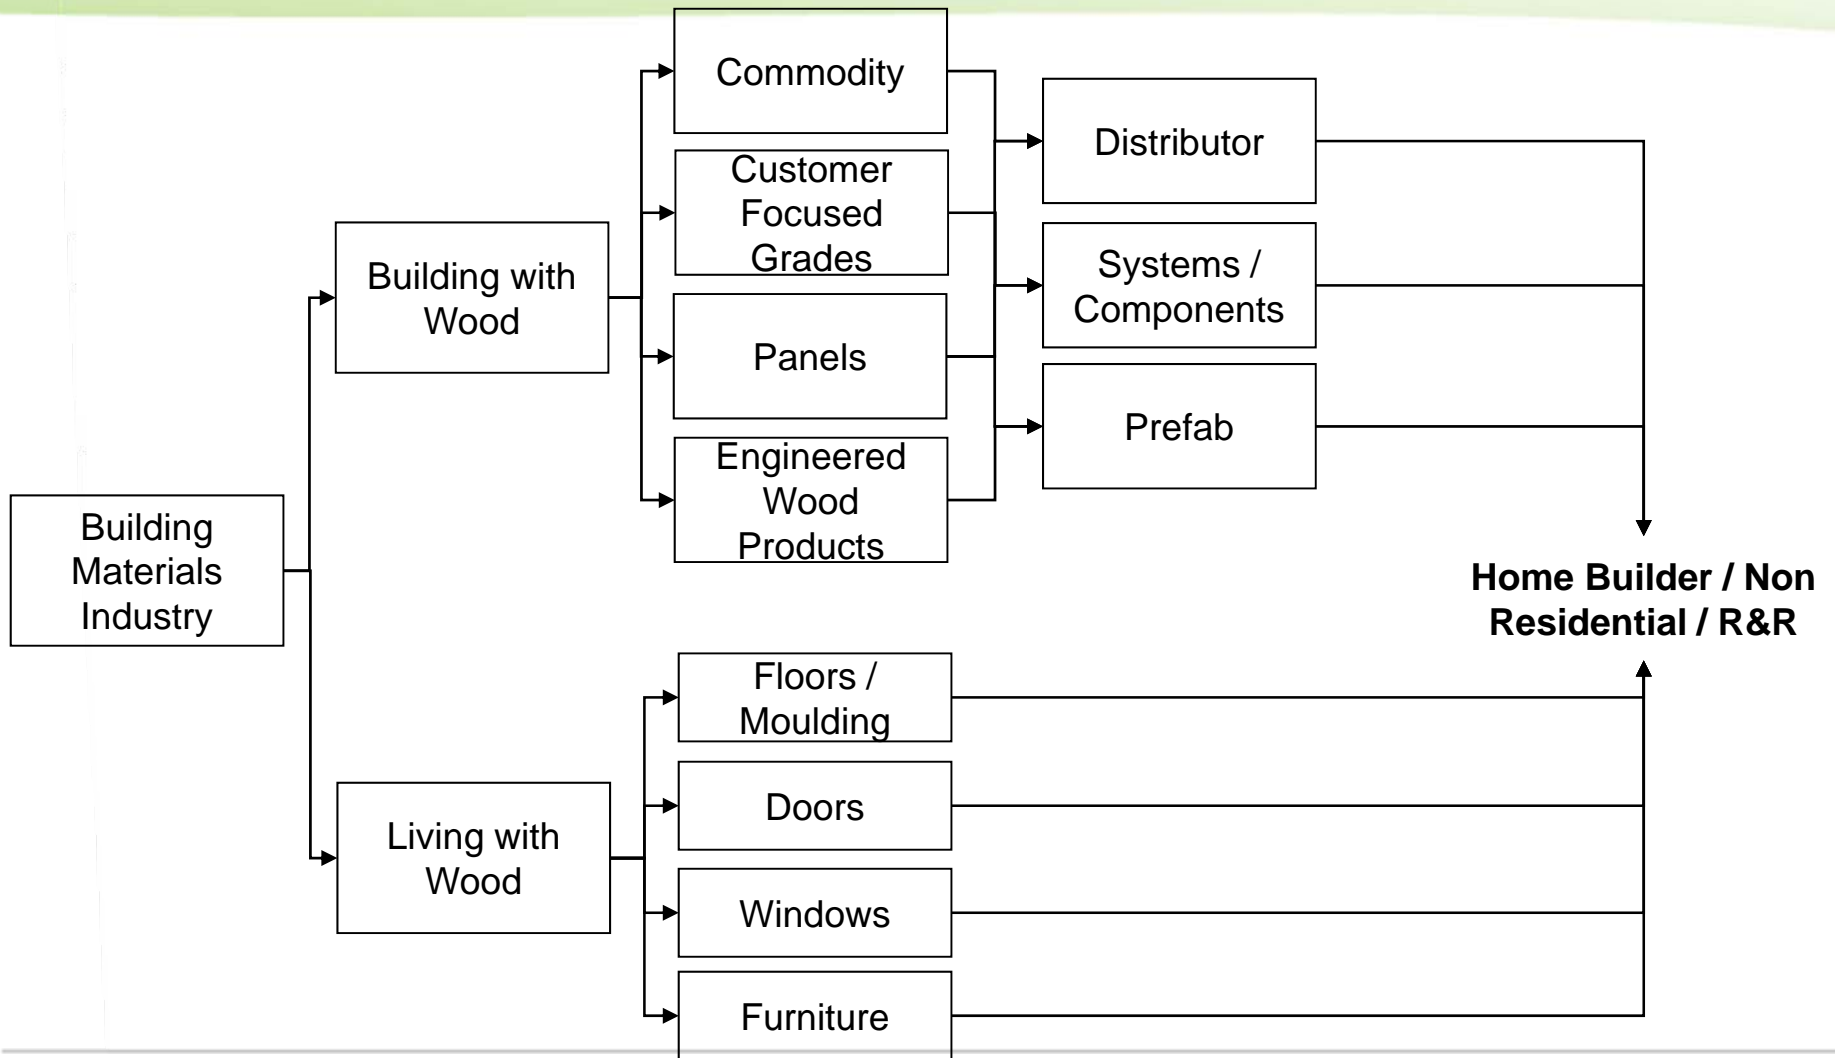 Commodity
Distributor
Customer
Focused
Grades
Building with
Wood
Systems /
Components
Panels
Prefab
Engineered
Wood
Products
Building
Materials
Industry
Home Builder / Non
Residential / R&R
Floors /
Moulding
Doors
Living with
Wood
Windows
Furniture